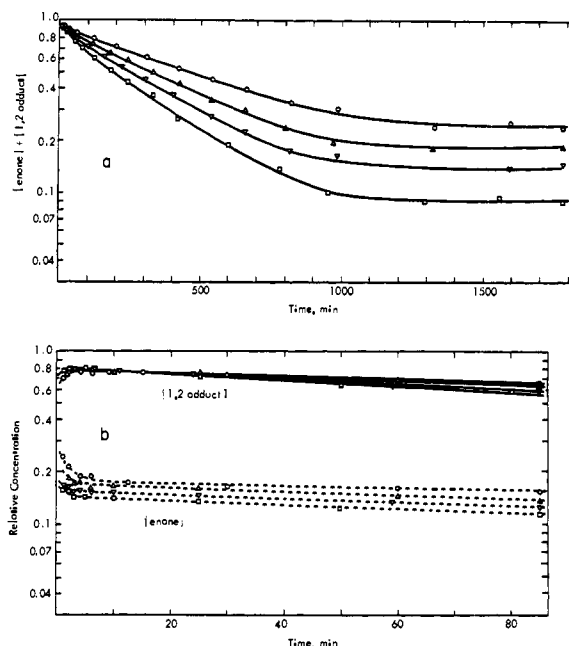 1.0
0.8
0.6
0.4
0.2
0.1
0.07
0.04
[enone] + [1,2 adduct]
a
500
1000
1500
Time, min
1.0
0.8
0.6
0.4
0.2
0.1
0.07
0.04
Relative Concentration
b
[1,2 adduct]
[enone]
20
40
60
80
Time, min